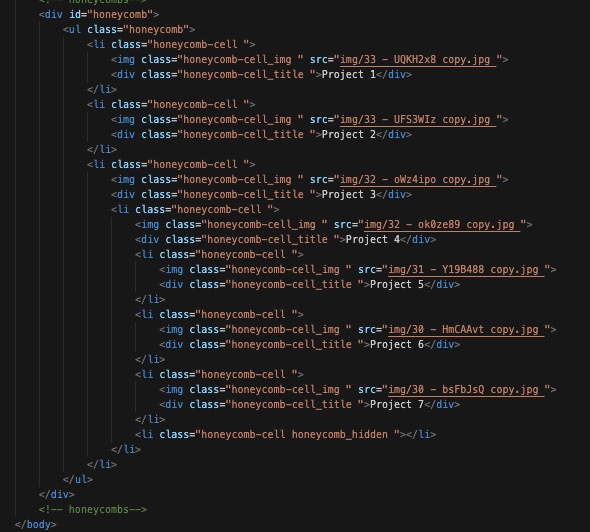 <!-- honeycombs-->
<div id="honeycomb">
<ul class="honeycomb">
<li class="honeycomb-cell ">
<img class="honeycomb-cell_img " src="img/33 – UQKH2x8 copy.jpg ">
<div class="honeycomb-cell_title ">Project 1</div>
</li>
<li class="honeycomb-cell ">
<img class="honeycomb-cell_img " src="img/33 – UFS3WIz copy.jpg ">
<div class="honeycomb-cell_title ">Project 2</div>
</li>
<li class="honeycomb-cell ">
<img class="honeycomb-cell_img " src="img/32 – oWz4ipo copy.jpg ">
<div class="honeycomb-cell_title ">Project 3</div>
<li class="honeycomb-cell ">
<img class="honeycomb-cell_img " src="img/32 – ok0ze89 copy.jpg ">
<div class="honeycomb-cell_title ">Project 4</div>
<li class="honeycomb-cell ">
<img class="honeycomb-cell_img " src="img/31 – Y19B488 copy.jpg ">
<div class="honeycomb-cell_title ">Project 5</div>
</li>
<li class="honeycomb-cell ">
<img class="honeycomb-cell_img " src="img/30 – HmCAAvt copy.jpg ">
<div class="honeycomb-cell_title ">Project 6</div>
</li>
<li class="honeycomb-cell ">
<img class="honeycomb-cell_img " src="img/30 – bsFbJsQ copy.jpg ">
<div class="honeycomb-cell_title ">Project 7</div>
</li>
<li class="honeycomb-cell honeycomb_hidden "></li>
</li>
</li>
</ul>
</div>
<!-- honeycombs-->
</body>